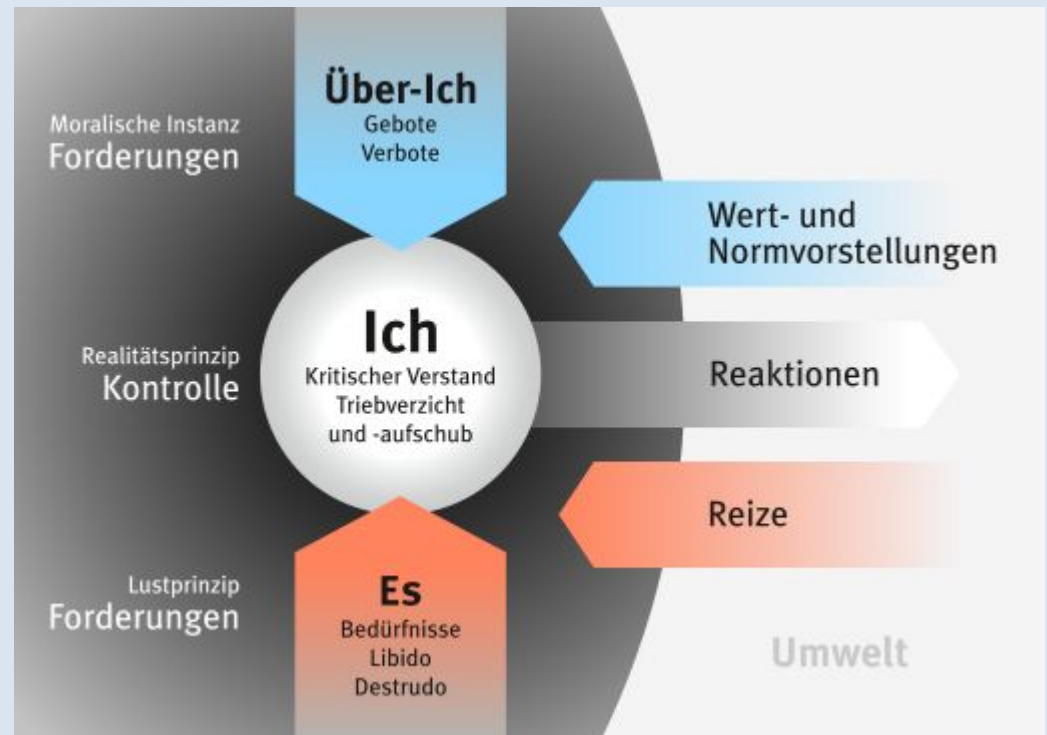 Über-Ich
Gebote
Verbote
Moralische Instanz
Forderungen
Wert- und
Normvorstellungen
Ich
Kritischer Verstand
Triebverzicht
und -aufschub
Realitätsprinzip
Kontrolle
Reaktionen
Reize
Lustprinzip
Forderungen
Es
Bedürfnisse
Libido
Destrudo
Umwelt